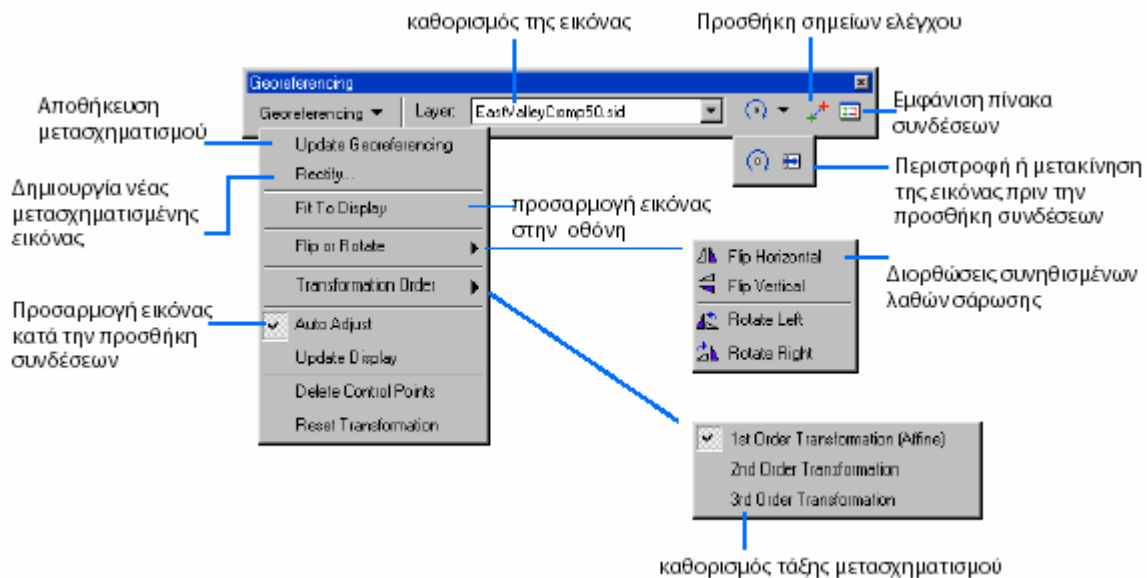 καθορισμός της εικόνας
Προσθήκη σημείων ελέγχου
Georeferencing
Αποθήκευση
μετασχηματισμού
Georeferencing
Layer:
EastValleyComp50.sid
Εμφάνιση πίνακα
συνδέσεων
Update Georeferencing
Rectify...
Fit To Display
Flip or Rotate
Transformation Order
Auto Adjust
Update Display
Delete Control Points
Reset Transformation
Δημιουργία νέας
μετασχηματισμένης
εικόνας
προσαρμογή εικόνας
στην οθόνη
Περιστροφή ή μετακίνηση
της εικόνας πριν την
προσθήκη συνδέσεων
Flip Horizontal
Flip Vertical
Rotate Left
Rotate Right
Διορθώσεις συνηθισμένων
λαθών σάρωσης
Προσαρμογή εικόνας
κατά την προσθήκη
συνδέσεων
1st Order Transformation (Affine)
2nd Order Transformation
3rd Order Transformation
καθορισμός τάξης μετασχηματισμού